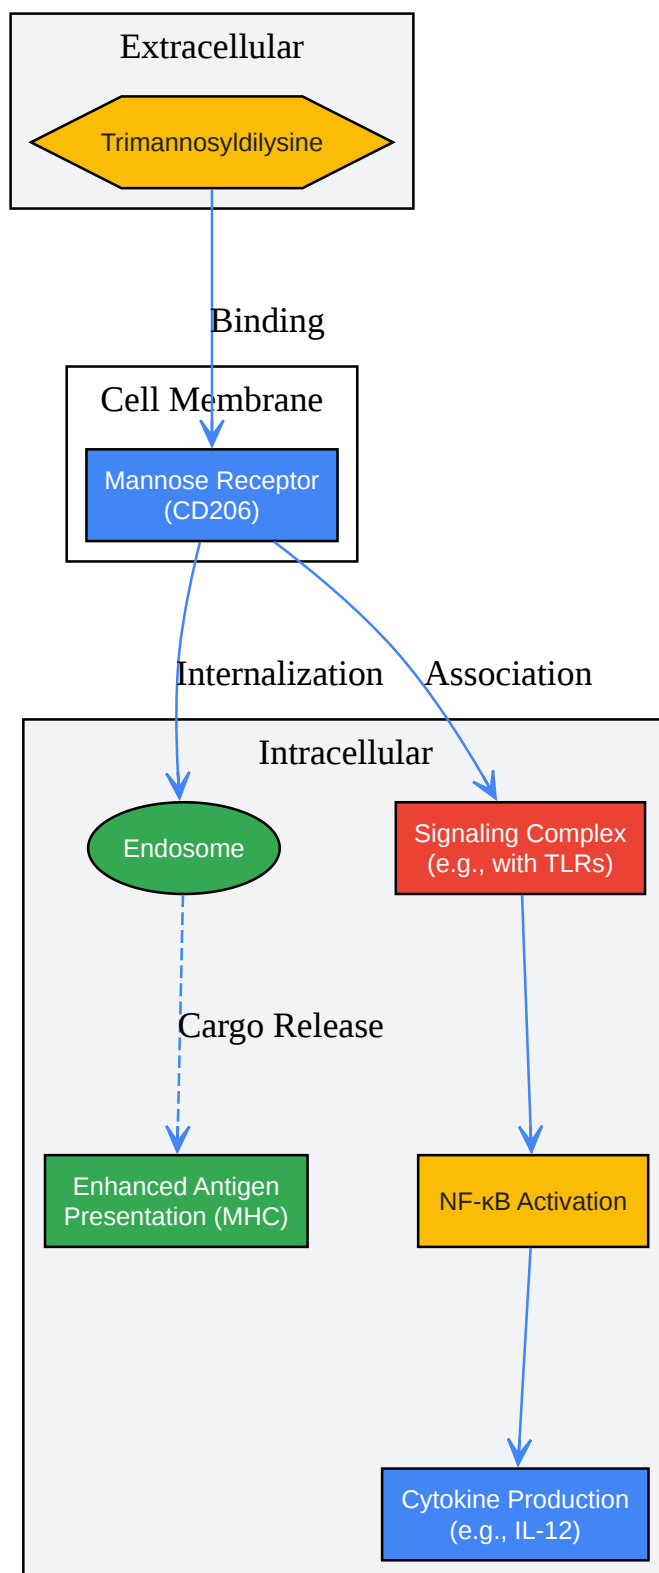 Extracellular
Trimannosyldilysine
Binding
Cell Membrane
Mannose Receptor
(CD206)
Internalization
Association
Intracellular
Endosome
Signaling Complex
(e.g., with TLRs)
Cargo Release
Enhanced Antigen
Presentation (MHC)
NF-κB Activation
Cytokine Production
(e.g., IL-12)